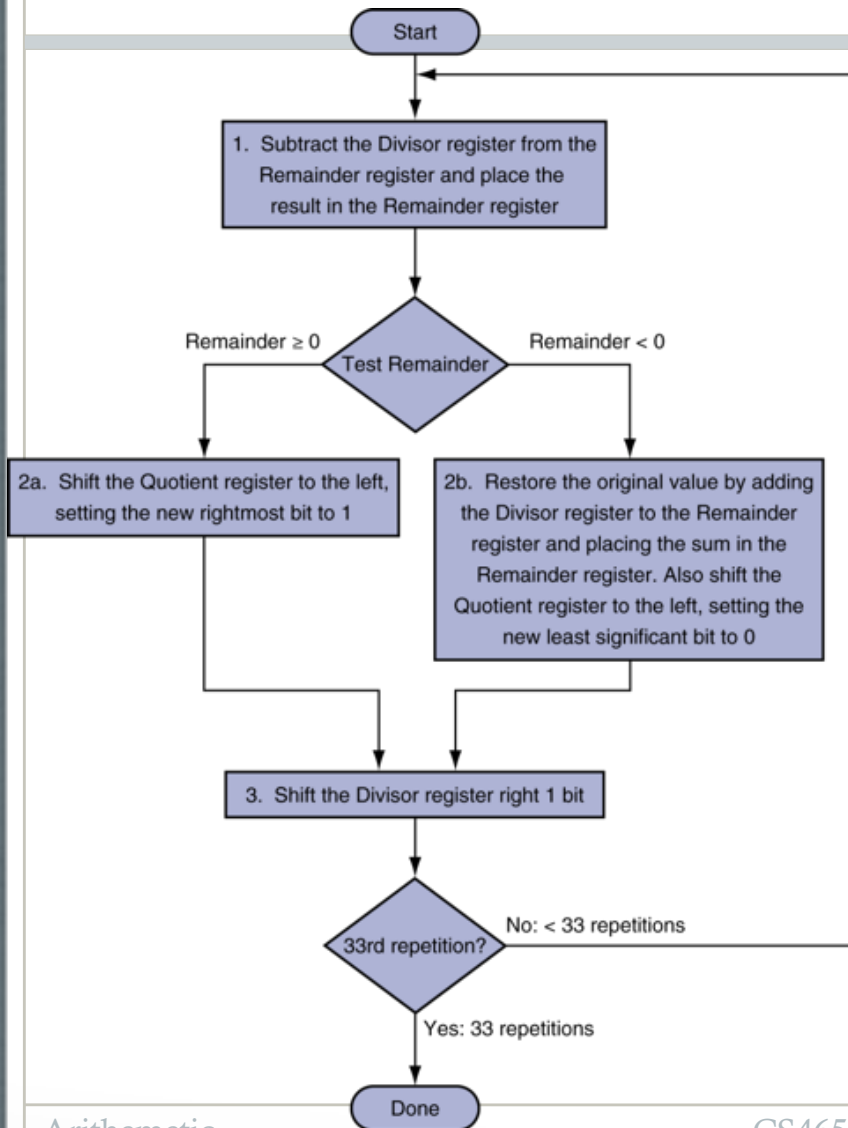 Start
1. Subtract the Divisor register from the
Remainder register and place the
result in the Remainder register
Remainder ≥ 0
Remainder < 0
Test Remainder
2a. Shift the Quotient register to the left,
setting the new rightmost bit to 1
2b. Restore the original value by adding
the Divisor register to the Remainder
register and placing the sum in the
Remainder register. Also shift the
Quotient register to the left, setting the
new least significant bit to 0
3. Shift the Divisor register right 1 bit
No: < 33 repetitions
33rd repetition?
Yes: 33 repetitions
Done
CS465